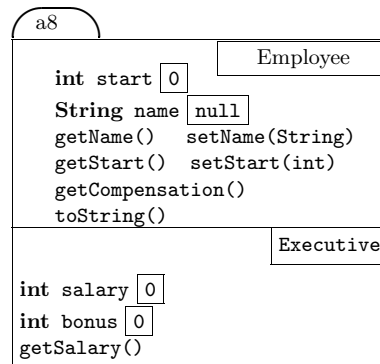 a8
Employee
int start 0
String name null
getName() setName(String)
getStart() setStart(int)
getCompensation()
toString()
Executive
int salary 0
int bonus 0
getSalary()